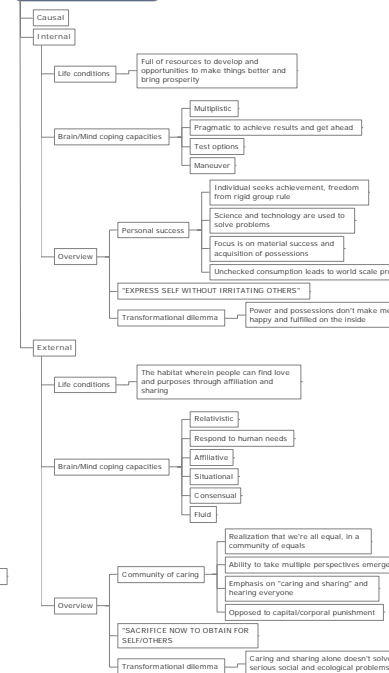 Causal
Internal
Life conditions
Full of resources to develop and
opportunities to make things better and
bring prosperity
Brain/Mind coping capacities
Multiplistic
Pragmatic to achieve results and get ahead
Test options
Maneuver
Overview
Personal success
Individual seeks achievement, freedom
from rigid group rule
Science and technology are used to
solve problems
Focus is on material success and
acquisition of possessions
Unchecked consumption leads to world scale pr
"EXPRESS SELF WITHOUT IRRITATING OTHERS"
Transformational dilemma
Power and possessions don't make m
happy and fulfilled on the inside
External
Life conditions
The habitat wherein people can find love
and purposes through affiliation and
sharing
Brain/Mind coping capacities
Relativistic
Respond to human needs
Affiliative
Situational
Consensual
Fluid
Overview
Community of caring
Realization that we're all equal, in a
community of equals
Ability to take multiple perspectives emerge
Emphasis on "caring and sharing" and
hearing everyone
Opposed to capital/corporal punishment
"SACRIFICE NOW TO OBTAIN FOR
SELF/OTHERS
Transformational dilemma
Caring and sharing alone doesn't solv
serious social and ecological problems